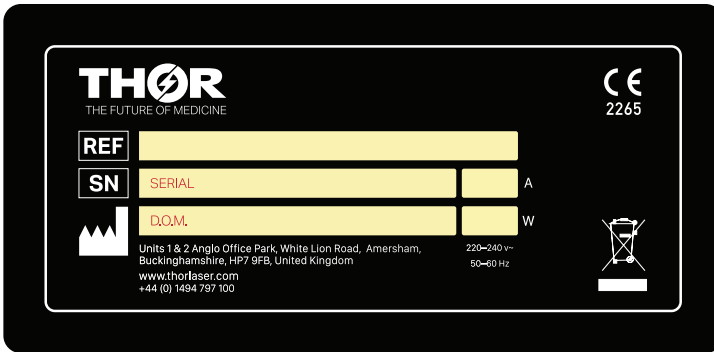 THOR
THE FUTURE OF MEDICINE
CE
2265
REF
SN
SERIAL
A
D.O.M.
W
Units 1 & 2 Anglo Office Park, White Lion Road, Amersham,
Buckinghamshire, HP7 9FB, United Kingdom
www.thorlaser.com
+44 (0) 1494 797 100
220–240 v~
50–60 Hz